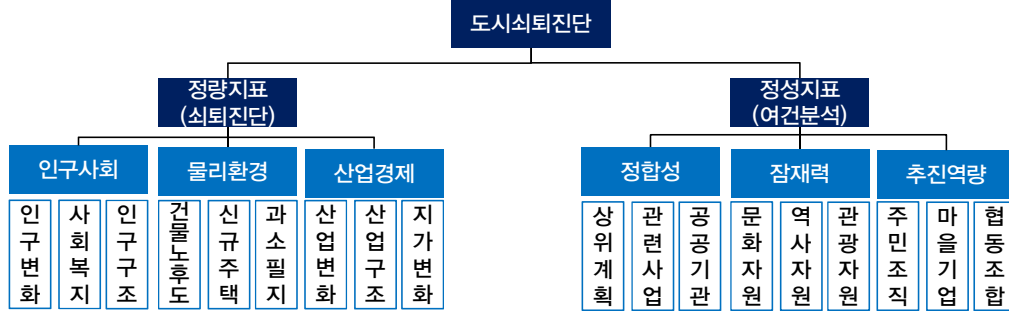 도시쇠퇴진단
정량지표
(쇠퇴진단)
정성지표
(여건분석)
인구사회
물리환경
산업경제
정합성
잠재력
추진역량
인구변화
사회복지
인구구조
건물노후도
신규주택
과소필지
산업변화
산업구조
지가변화
상위계획
관련사업
공공기관
문화자원
역사자원
관광자원
주민조직
마을기업
협동조합